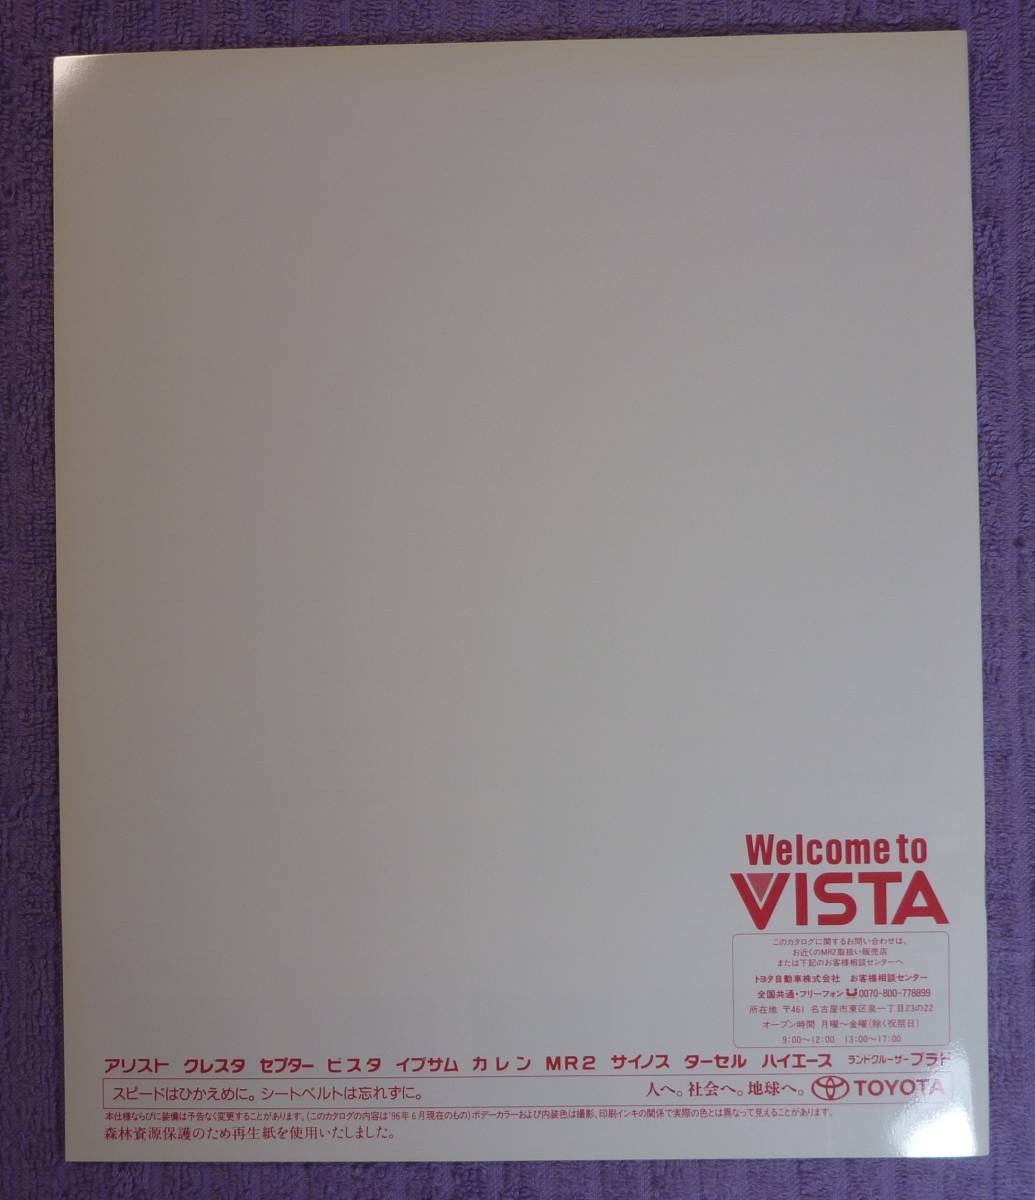 Welcome to
VISTA
このカタログに関するお問い合わせは、
お近くのMR2取扱い販売店
または下記のお客様相談センターへ
トヨタ自動車株式会社 お客様相談センター
全国共通・フリーフォン 0070-800-778899
所在地 〒461 名古屋市東区泉一丁目23の22
オープン時間 月曜〜金曜(除く祝祭日)
9:00〜12:00 13:00〜17:00
アリスト クレスタ セプター ビスタ イプサム カレン MR2 サイノス ターセル ハイエース ランドクルーザープラド
スピードはひかえめに。シートベルトは忘れずに。 人へ。社会へ。地球へ。 TOYOTA
本仕様ならびに装備は予告なく変更することがあります。(このカタログの内容は'96年6月現在のもの)ボデーカラーおよび内装色は撮影、印刷インキの関係で実際の色とは異なって見えることがあります。
森林資源保護のため再生紙を使用いたしました。